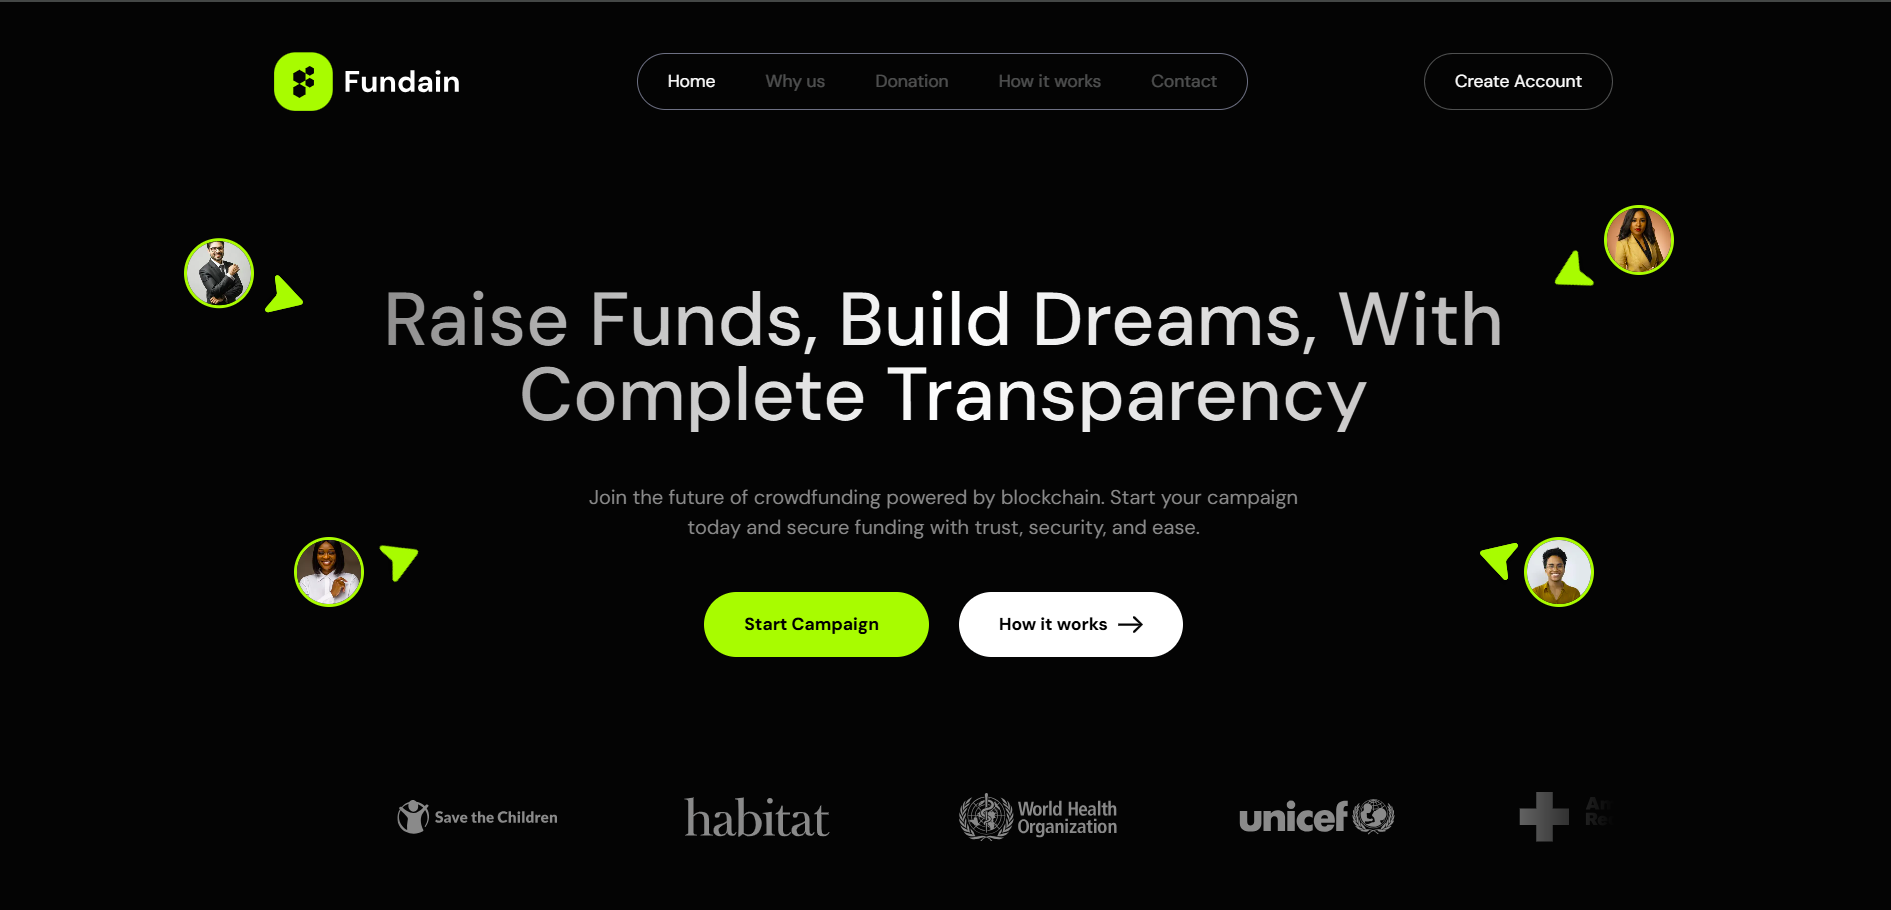 Fundain
Home Why us Donation How it works Contact
Create Account
Raise Funds, Build Dreams, With
Complete Transparency
Join the future of crowdfunding powered by blockchain. Start your campaign
today and secure funding with trust, security, and ease.
Start Campaign
How it works
Save the Children
habitat
World Health
Organization
unicef